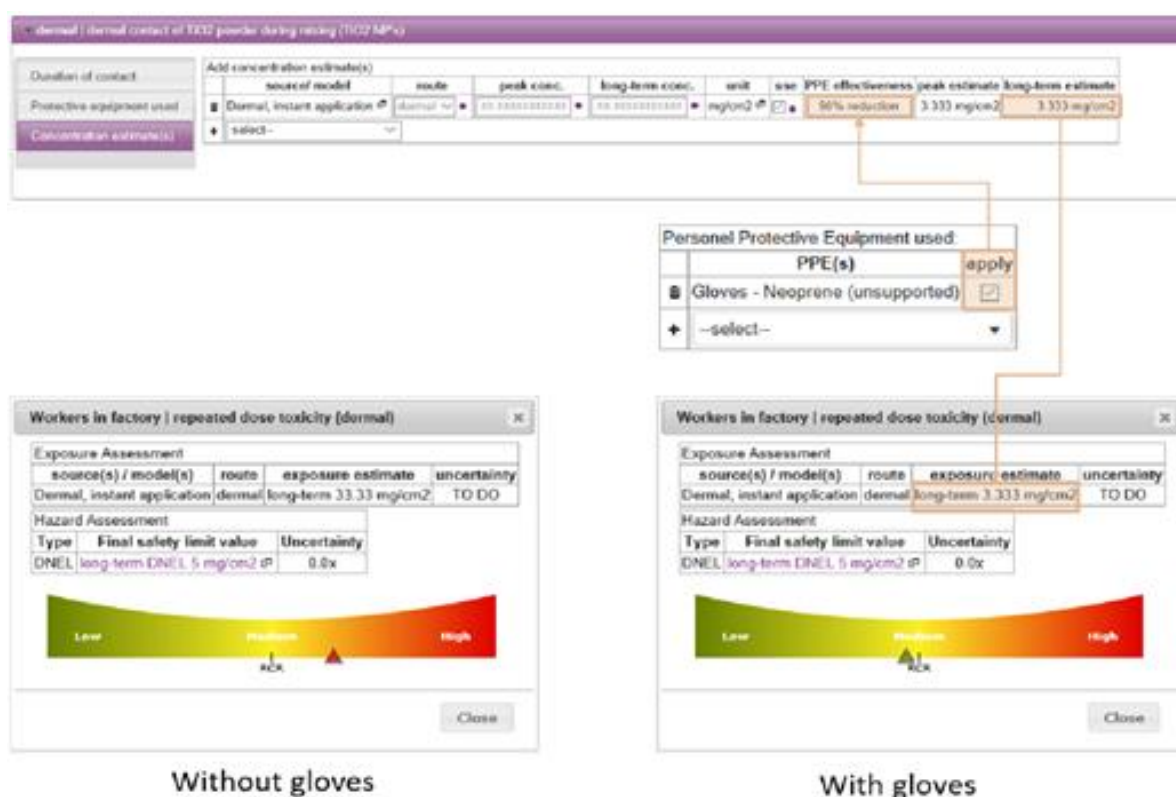 dermal | dermal contact of TiO2 powder during mixing (TiO2 NPs)
Duration of contact
Protective equipment used
Concentration estimate(s)
Add concentration estimate(s)
source/ model route peak conc. long-term conc. unit use PPE effectiveness peak estimate long-term estimate
Dermal, instant application dermal mg/cm2 90% reduction 3.333 mg/cm2 3.333 mg/cm2
select--
Personel Protective Equipment used:
PPE(s) apply
Gloves - Neoprene (unsupported)
--select--
Workers in factory | repeated dose toxicity (dermal)
Exposure Assessment
source(s) / model(s) route exposure estimate uncertainty
Dermal, instant application dermal long-term 33.33 mg/cm2 TO DO
Hazard Assessment
Type Final safety limit value Uncertainty
DNEL long-term DNEL 5 mg/cm2 0.0x
Low Medium High
RCR
Close
Without gloves
Workers in factory | repeated dose toxicity (dermal)
Exposure Assessment
source(s) / model(s) route exposure estimate uncertainty
Dermal, instant application dermal long-term 3.333 mg/cm2 TO DO
Hazard Assessment
Type Final safety limit value Uncertainty
DNEL long-term DNEL 5 mg/cm2 0.0x
Low Medium High
RCR
Close
With gloves